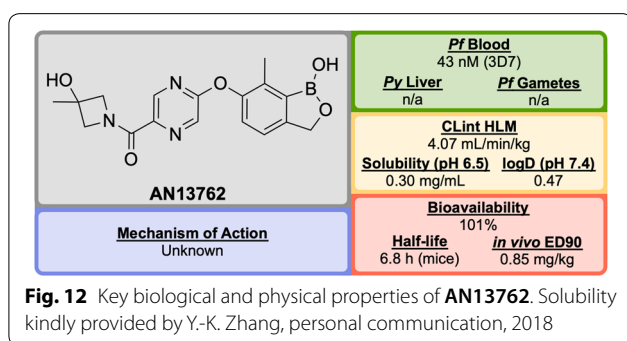 HO
N
O
N
N
O
OH
B
O
AN13762
Mechanism of Action
Unknown
Pf Blood
43 nM (3D7)
Py Liver Pf Gametes
n/a n/a
CLint HLM
4.07 mL/min/kg
Solubility (pH 6.5) logD (pH 7.4)
0.30 mg/mL 0.47
Bioavailability
101%
Half-life in vivo ED90
6.8 h (mice) 0.85 mg/kg
Fig. 12 Key biological and physical properties of AN13762. Solubility
kindly provided by Y.-K. Zhang, personal communication, 2018